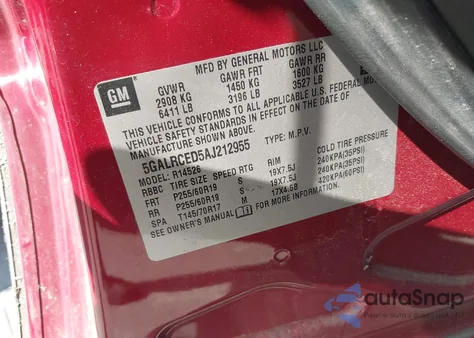 MFD BY GENERAL MOTORS LLC
GM GVWR GAWR FRT GAWR RR
2908 KG 1450 KG 1600 KG
6411 LB 3196 LB 3527 LB
THIS VEHICLE CONFORMS TO ALL APPLICABLE U.S. FEDERAL MOTOR
VEHICLE SAFETY STANDARDS IN EFFECT ON THE DATE OF
MANUFACTURE SHOWN ABOVE.
5GALRCED5AJ212955 TYPE: M.P.V.
MODEL: R14526
RBBC TIRE SIZE SPEED RTG RIM COLD TIRE PRESSURE
FRT P255/60R19 S 19X7.5J 240KPA(35PSI)
RR P255/60R19 S 19X7.5J 240KPA(35PSI)
SPA T145/70R17 M 17X4.5B 420KPA(60PSI)
SEE OWNER'S MANUAL FOR MORE INFORMATION.
autoSnap